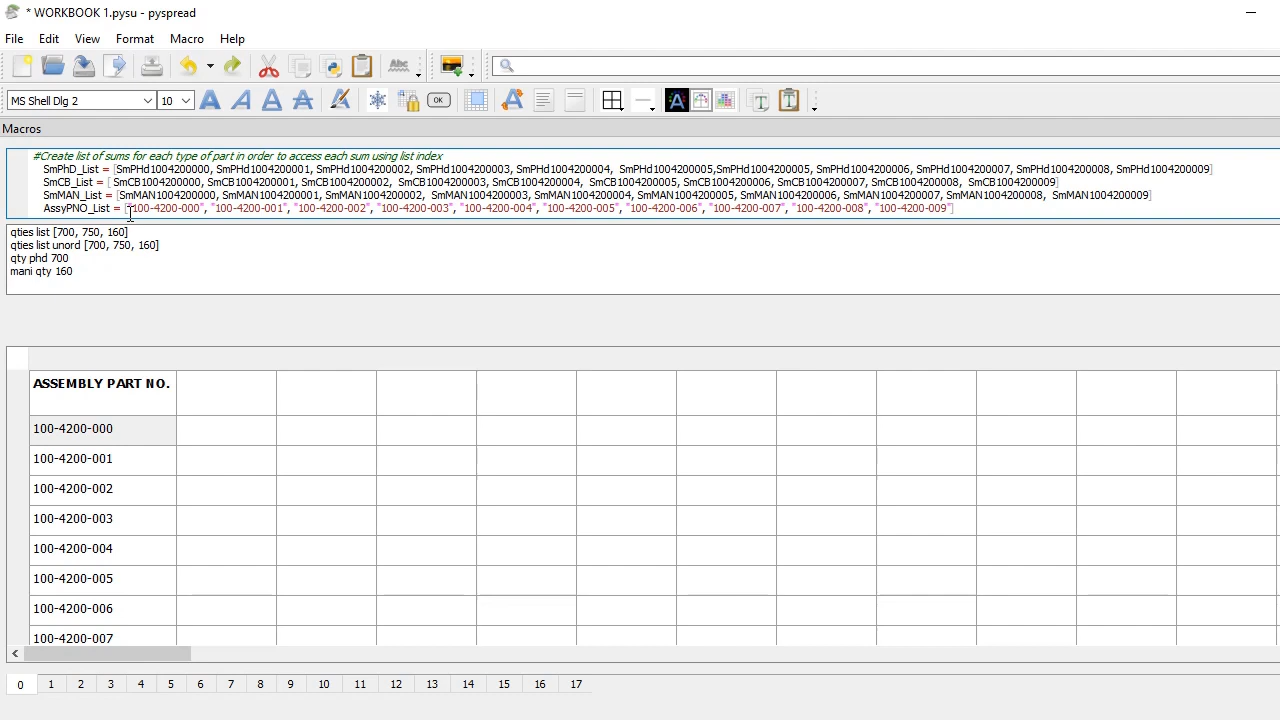 * WORKBOOK 1.pysu - pyspread
File Edit View Format Macro Help
Abc
MS Shell Dlg 2 10 A A A A OK A A T T
Macros
#Create list of sums for each type of part in order to access each sum using list index
SmPhD_List = [SmPHd1004200000, SmPHd1004200001, SmPHd1004200002, SmPHd1004200003, SmPHd1004200004, SmPHd1004200005,SmPHd1004200005, SmPHd1004200006, SmPHd1004200007, SmPHd1004200008, SmPHd1004200009]
SmCB_List = [ SmCB1004200000, SmCB1004200001, SmCB1004200002, SmCB1004200003, SmCB1004200004, SmCB1004200005, SmCB1004200006, SmCB1004200007, SmCB1004200008, SmCB1004200009]
SmMAN_List = [SmMAN1004200000, SmMAN1004200001, SmMAN1004200002, SmMAN1004200003, SmMAN1004200004, SmMAN1004200005, SmMAN1004200006, SmMAN1004200007, SmMAN1004200008, SmMAN1004200009]
AssyPNO_List = ["100-4200-000", "100-4200-001", "100-4200-002", "100-4200-003", "100-4200-004", "100-4200-005", "100-4200-006", "100-4200-007", "100-4200-008", "100-4200-009"]
qties list [700, 750, 160]
qties list unord [700, 750, 160]
qty phd 700
mani qty 160
ASSEMBLY PART NO.
100-4200-000
100-4200-001
100-4200-002
100-4200-003
100-4200-004
100-4200-005
100-4200-006
100-4200-007
0 1 2 3 4 5 6 7 8 9 10 11 12 13 14 15 16 17